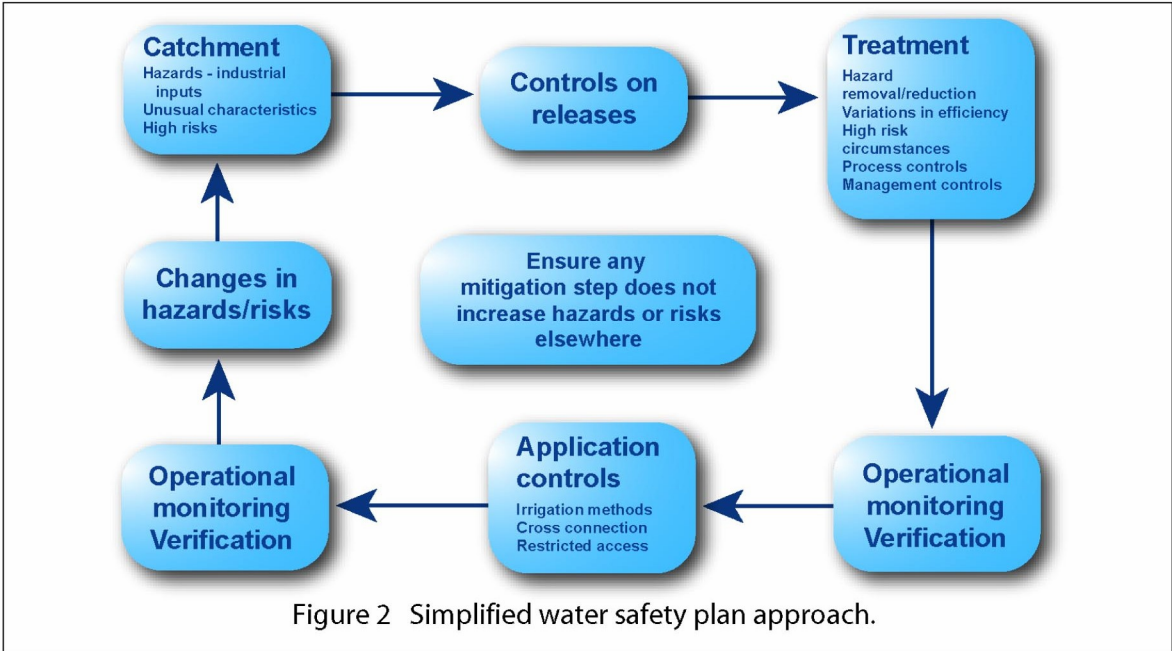 Catchment
Hazards - industrial
inputs
Unusual characteristics
High risks
Controls on
releases
Treatment
Hazard
removal/reduction
Variations in efficiency
High risk
circumstances
Process controls
Management controls
Changes in
hazards/risks
Ensure any
mitigation step does not
increase hazards or risks
elsewhere
Operational
monitoring
Verification
Application
controls
Irrigation methods
Cross connection
Restricted access
Operational
monitoring
Verification
Figure 2 Simplified water safety plan approach.